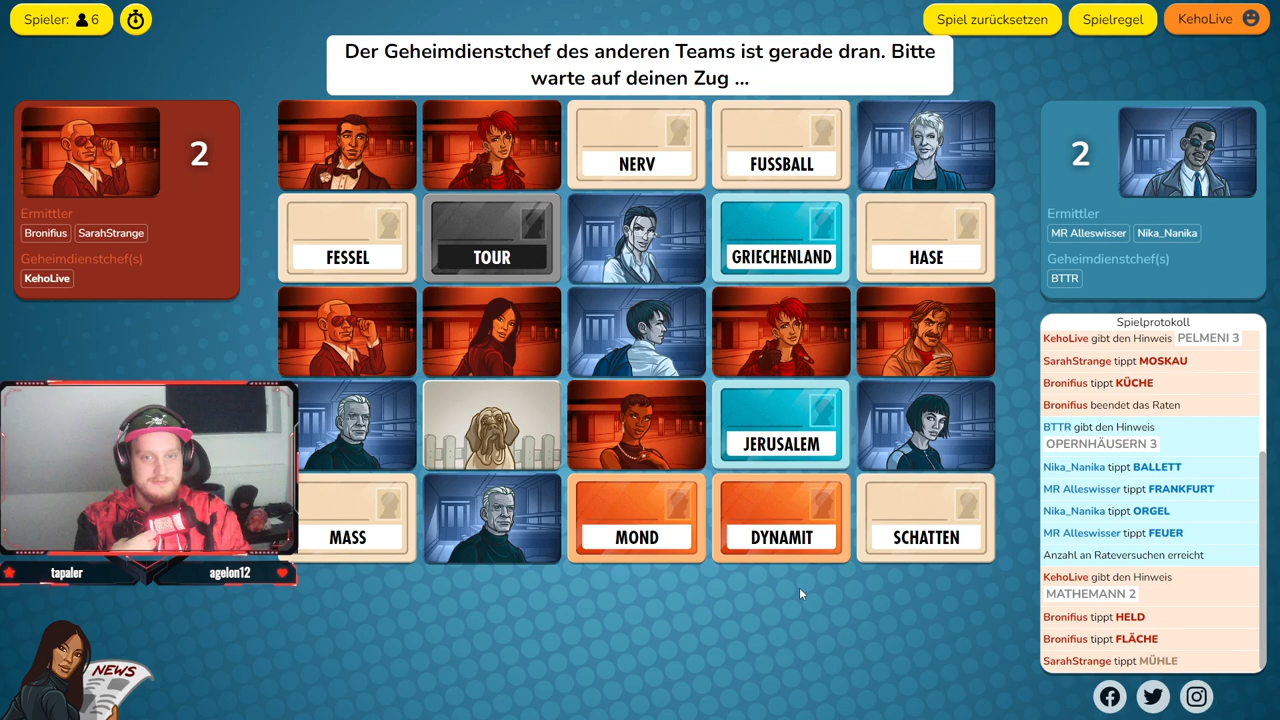 Spieler: 6
Spiel zurücksetzen
Spielregel
KehoLive
Der Geheimdienstchef des anderen Teams ist gerade dran. Bitte
warte auf deinen Zug ...
2
Ermittler
Bronifius SarahStrange
Geheimdienstchef(s)
KehoLive
NERV
FUSSBALL
FESSEL
TOUR
GRIECHENLAND
HASE
JERUSALEM
MASS
MOND
DYNAMIT
SCHATTEN
2
Ermittler
MR Alleswisser Nika_Nanika
Geheimdienstchef(s)
BTTR
Spielprotokoll
KehoLive gibt den Hinweis PELMENI 3
SarahStrange tippt MOSKAU
Bronifius tippt KÜCHE
Bronifius beendet das Raten
BTTR gibt den Hinweis
OPERNHÄUSERN 3
Nika_Nanika tippt BALLETT
MR Alleswisser tippt FRANKFURT
Nika_Nanika tippt ORGEL
MR Alleswisser tippt FEUER
Anzahl an Rateversuchen erreicht
KehoLive gibt den Hinweis
MATHEMANN 2
Bronifius tippt HELD
Bronifius tippt FLÄCHE
SarahStrange tippt MÜHLE
tapaler
agelon12
NEWS